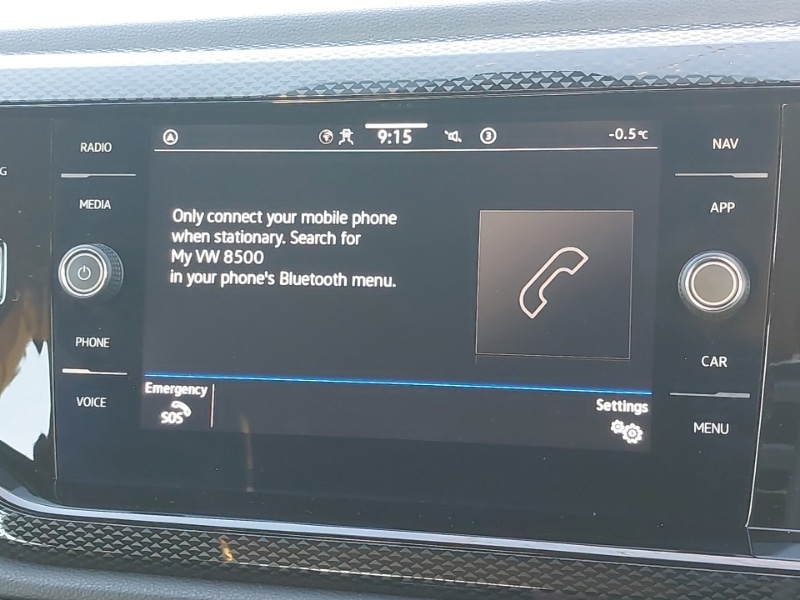 G
RADIO
MEDIA
PHONE
VOICE
9:15
3
-0.5°C
Only connect your mobile phone
when stationary. Search for
My VW 8500
in your phone's Bluetooth menu.
Emergency
SOS
Settings
NAV
APP
CAR
MENU